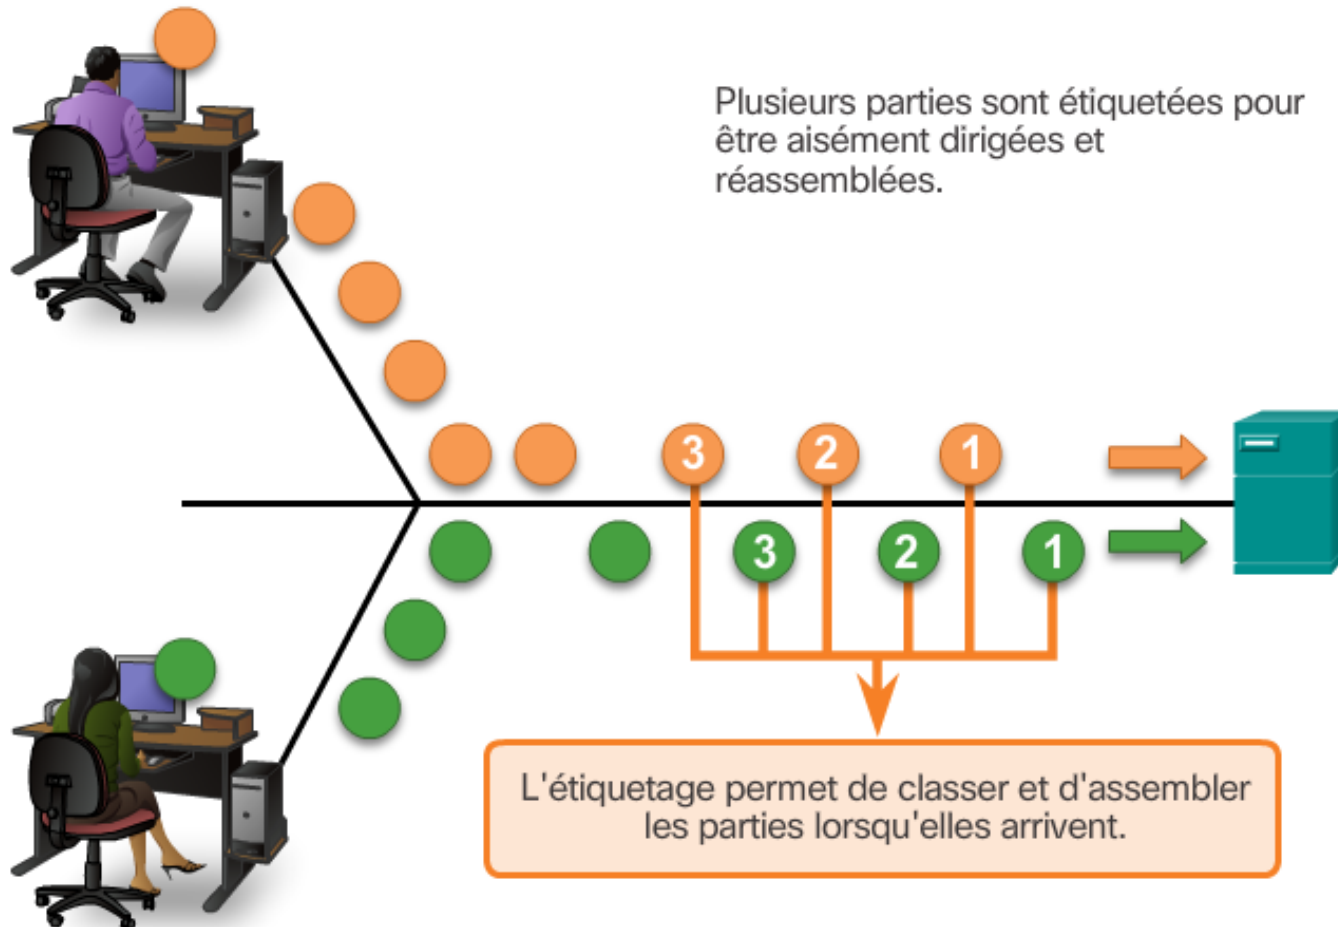 Plusieurs parties sont étiquetées pour
être aisément dirigées et
réassemblées.
3 2 1
3 2 1
L'étiquetage permet de classer et d'assembler
les parties lorsqu'elles arrivent.